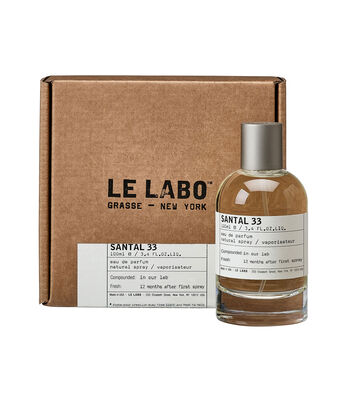 LE LABO™
GRASSE — NEW YORK
SANTAL 33
100ml ℮ / 3,4 FL.OZ.LIQ.
eau de parfum
natural spray / vaporisateur
Compounded: in our lab
Fresh: 12 months after first spray
SANTAL 33
100ml ℮ / 3,4 FL.OZ.LIQ.
eau de parfum
natural spray / vaporisateur
Compounded: in our lab
Fresh: 12 months after first spray